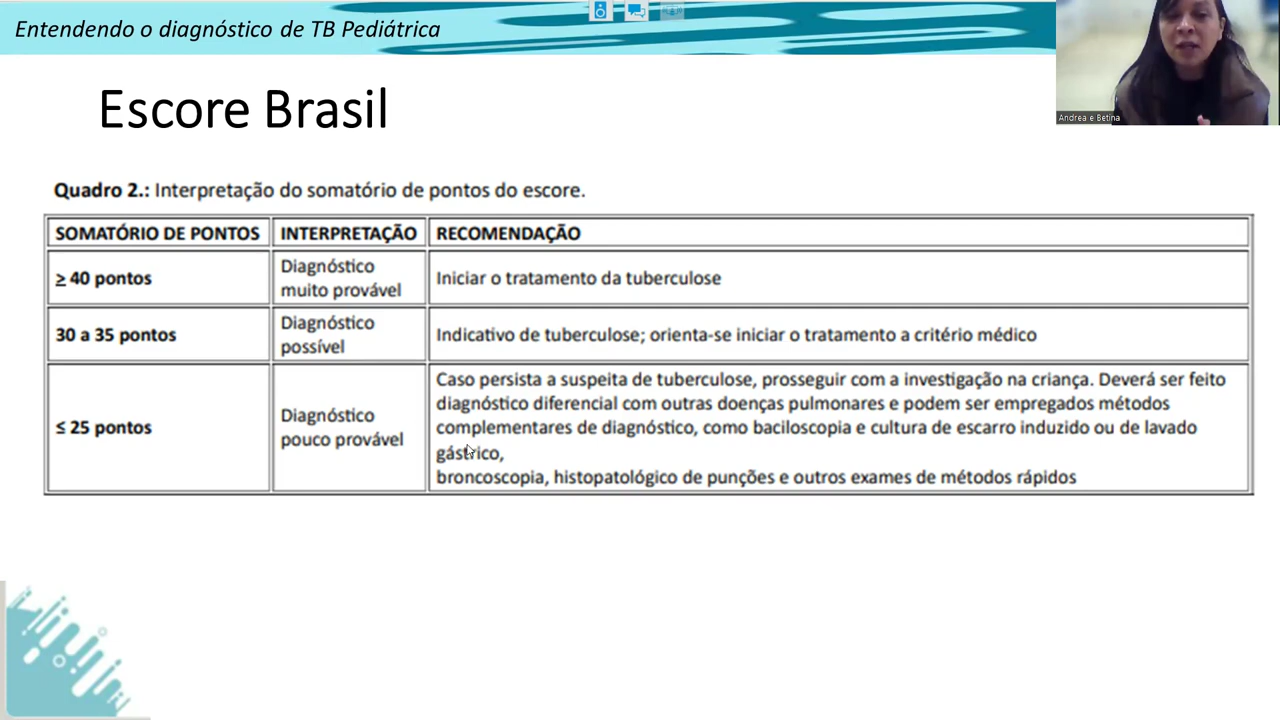 Entendendo o diagnóstico de TB Pediátrica
Andrea e Betina
Escore Brasil
Quadro 2.: Interpretação do somatório de pontos do escore.
SOMATÓRIO DE PONTOS INTERPRETAÇÃO RECOMENDAÇÃO
≥ 40 pontos
Diagnóstico
muito provável
Iniciar o tratamento da tuberculose
30 a 35 pontos
Diagnóstico
possível
Indicativo de tuberculose; orienta-se iniciar o tratamento a critério médico
≤ 25 pontos
Diagnóstico
pouco provável
Caso persista a suspeita de tuberculose, prosseguir com a investigação na criança. Deverá ser feito
diagnóstico diferencial com outras doenças pulmonares e podem ser empregados métodos
complementares de diagnóstico, como baciloscopia e cultura de escarro induzido ou de lavado
gástrico,
broncoscopia, histopatológico de punções e outros exames de métodos rápidos